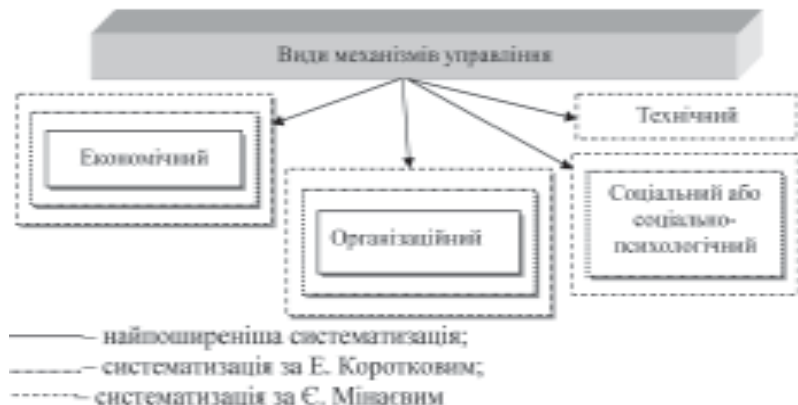 Види механізмів управління
Технічний
Економічний
Соціальний або
соціально-
психологічний
Організаційний
– найпоширеніша систематизація;
– систематизація за Е. Коротковим;
– систематизація за Є. Мінаєвим